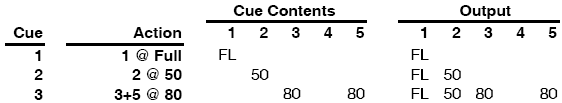 Cue Contents Output
Cue Action 1 2 3 4 5 1 2 3 4 5
1 1 @ Full FL FL
2 2 @ 50 50 FL 50
3 3+5 @ 80 80 80 FL 50 80 80